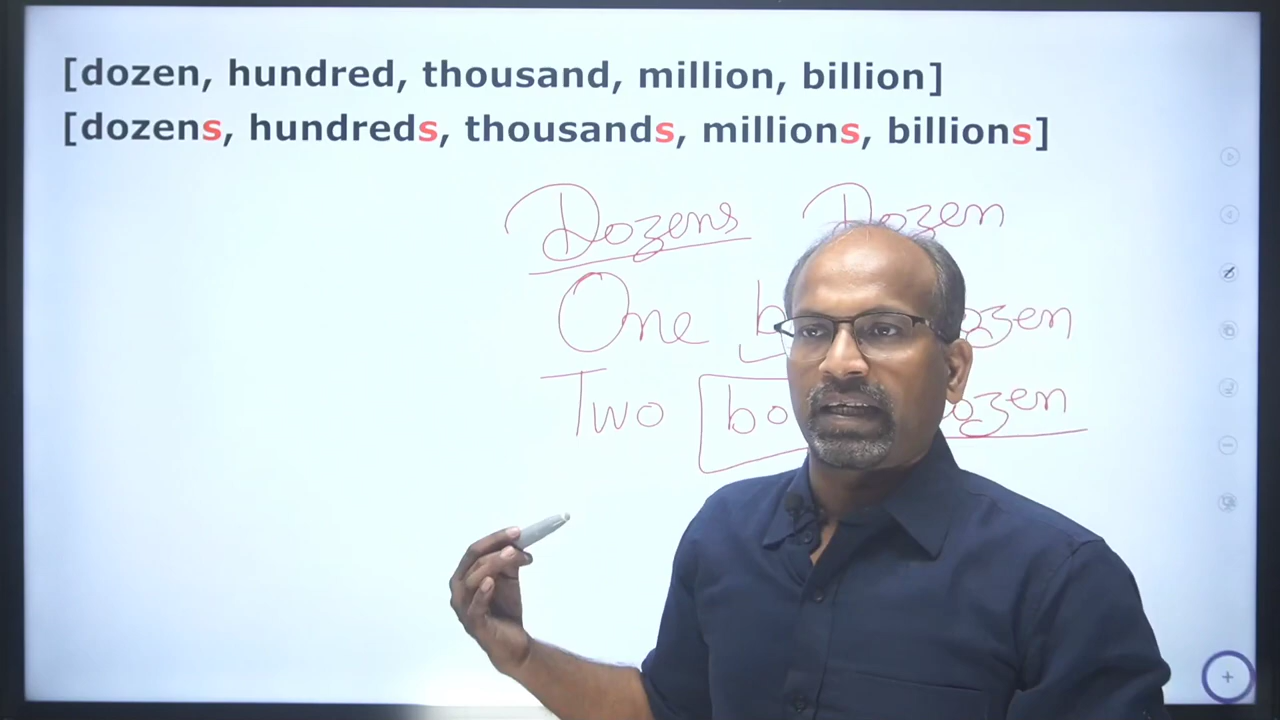 [dozen, hundred, thousand, million, billion]
[dozens, hundreds, thousands, millions, billions]
Dozens Dozen
One
Two